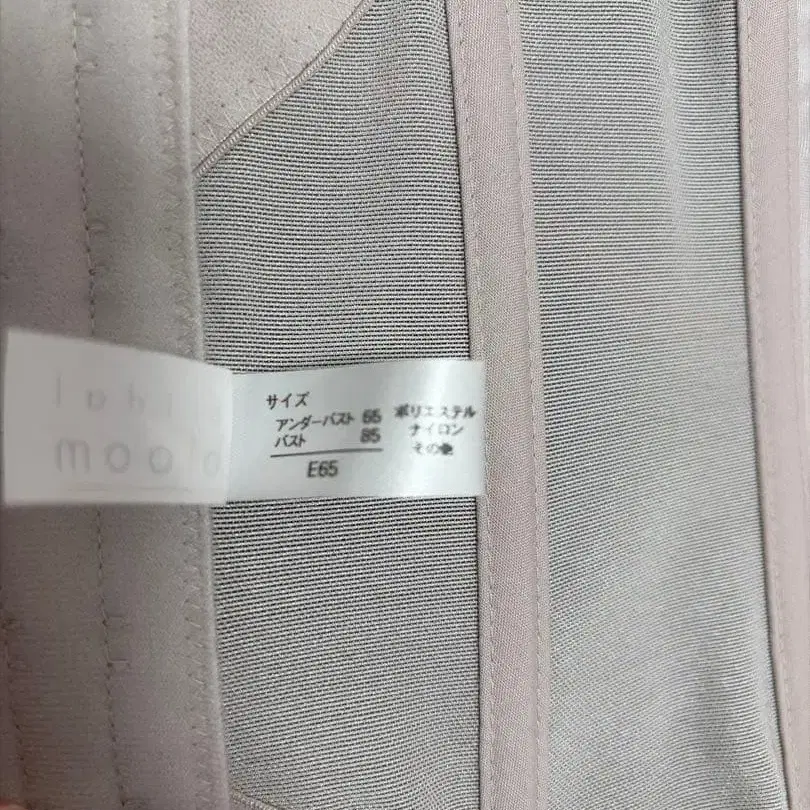 サイズ
アンダーバスト 65
バスト 85
E65
ポリエステル
ナイロン
その他